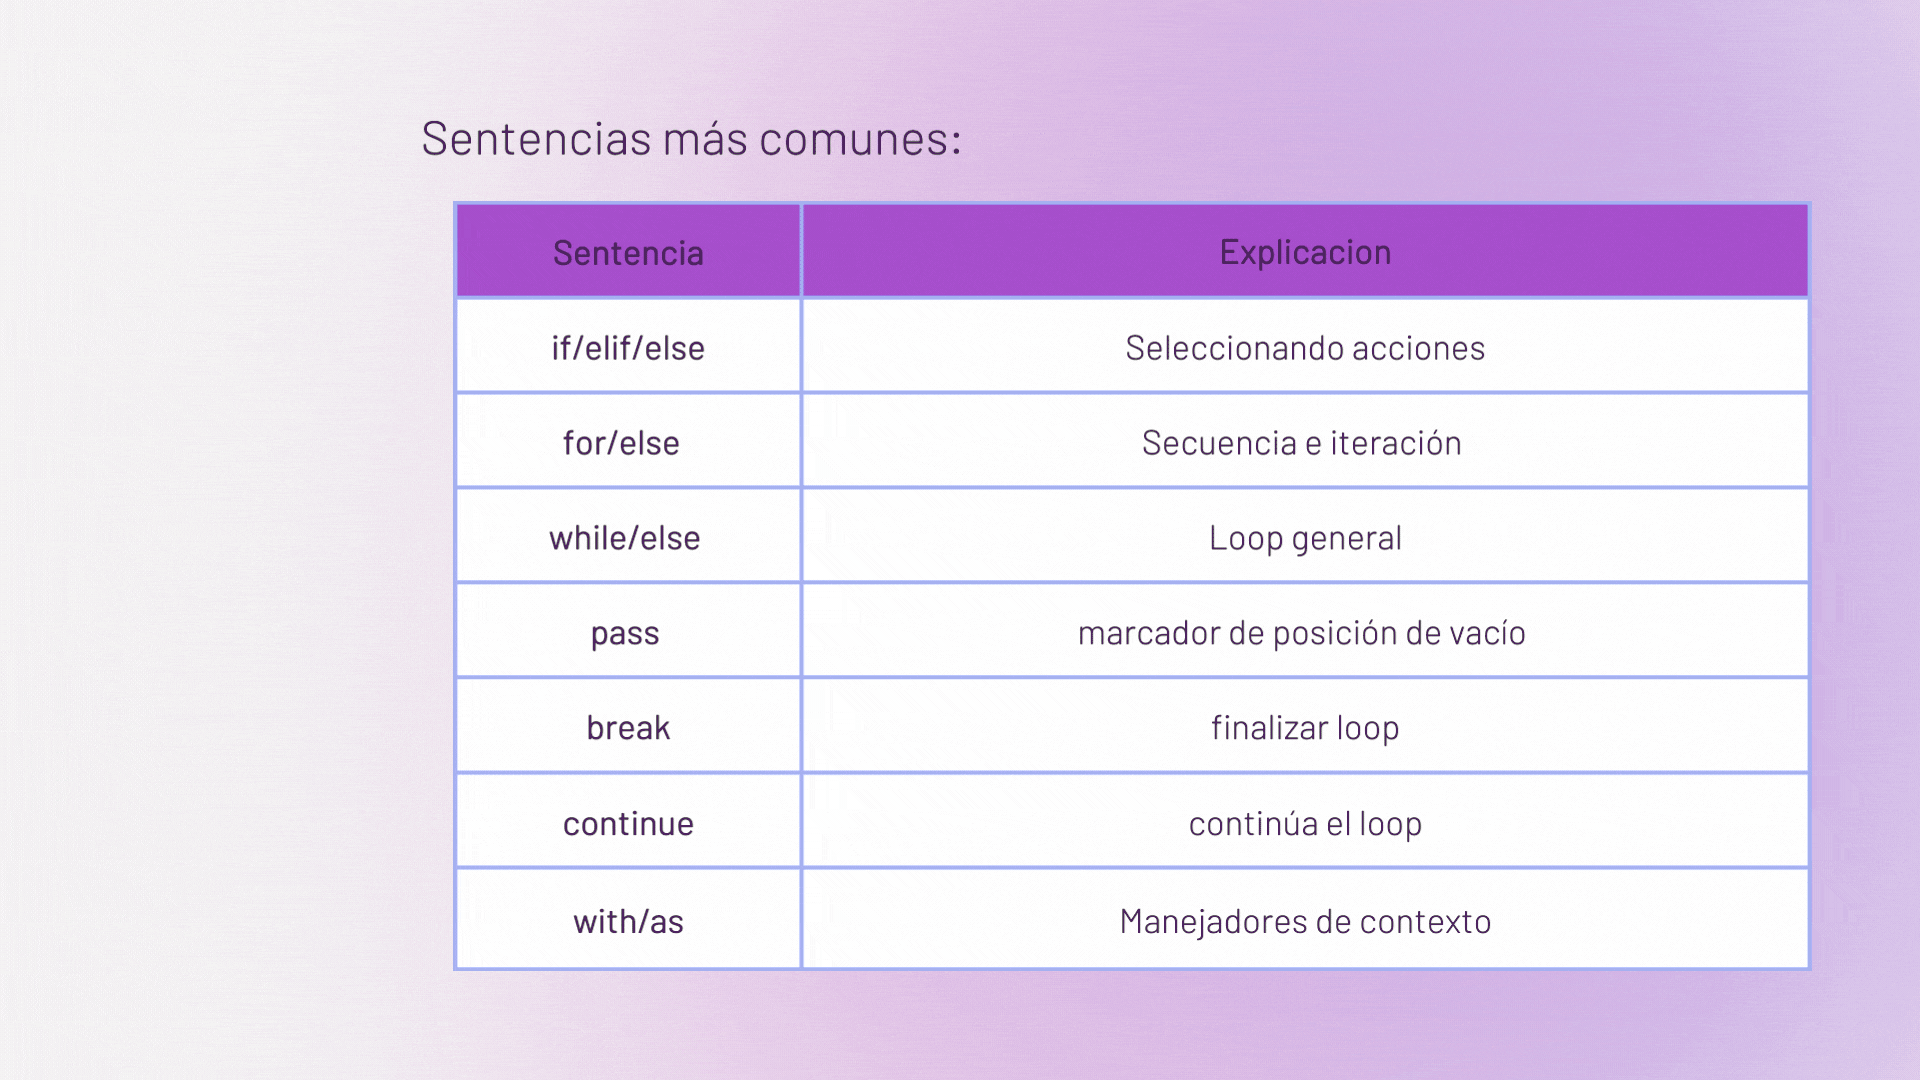 Sentencias más comunes:
Sentencia Explicacion
if/elif/else Seleccionando acciones
for/else Secuencia e iteración
while/else Loop general
pass marcador de posición de vacío
break finalizar loop
continue continúa el loop
with/as Manejadores de contexto